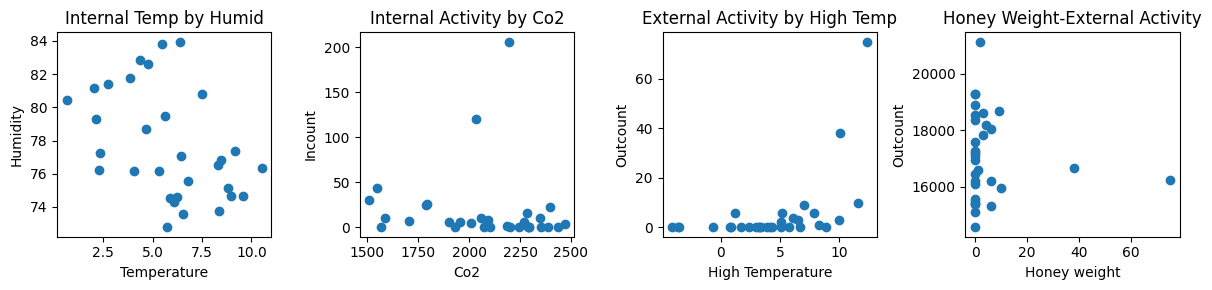 Internal Temp by Humid
Humidity
84
82
80
78
76
74
2.5
5.0
7.5
10.0
Temperature
Internal Activity by Co2
Incount
200
150
100
50
0
1500
1750
2000
2250
2500
Co2
External Activity by High Temp
Outcount
60
40
20
0
0
5
10
High Temperature
Honey Weight-External Activity
Outcount
20000
18000
16000
0
20
40
60
Honey weight